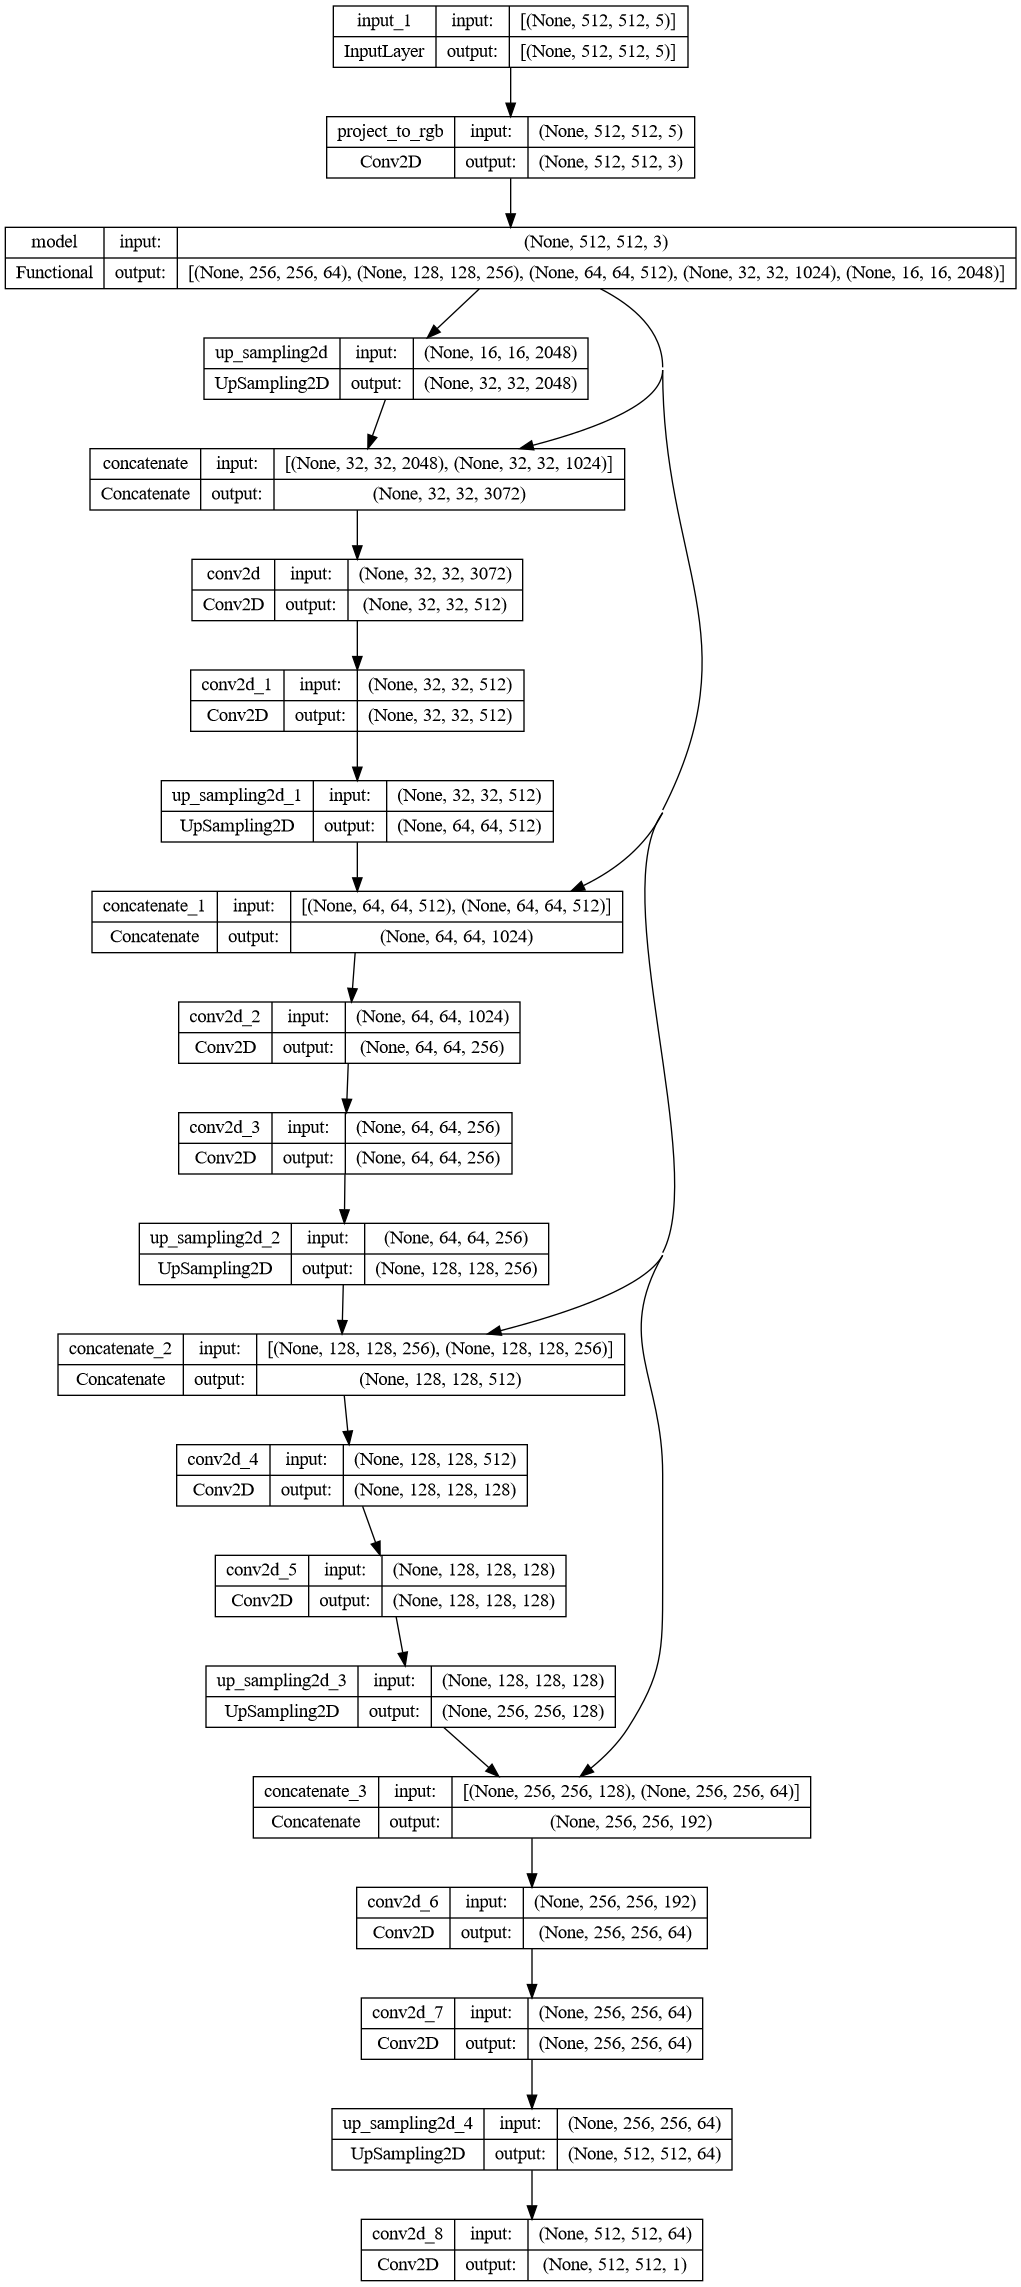 input_1 input: [(None, 512, 512, 5)]
InputLayer output: [(None, 512, 512, 5)]
project_to_rgb input: (None, 512, 512, 5)
Conv2D output: (None, 512, 512, 3)
model input: (None, 512, 512, 3)
Functional output: [(None, 256, 256, 64), (None, 128, 128, 256), (None, 64, 64, 512), (None, 32, 32, 1024), (None, 16, 16, 2048)]
up_sampling2d input: (None, 16, 16, 2048)
UpSampling2D output: (None, 32, 32, 2048)
concatenate input: [(None, 32, 32, 2048), (None, 32, 32, 1024)]
Concatenate output: (None, 32, 32, 3072)
conv2d input: (None, 32, 32, 3072)
Conv2D output: (None, 32, 32, 512)
conv2d_1 input: (None, 32, 32, 512)
Conv2D output: (None, 32, 32, 512)
up_sampling2d_1 input: (None, 32, 32, 512)
UpSampling2D output: (None, 64, 64, 512)
concatenate_1 input: [(None, 64, 64, 512), (None, 64, 64, 512)]
Concatenate output: (None, 64, 64, 1024)
conv2d_2 input: (None, 64, 64, 1024)
Conv2D output: (None, 64, 64, 256)
conv2d_3 input: (None, 64, 64, 256)
Conv2D output: (None, 64, 64, 256)
up_sampling2d_2 input: (None, 64, 64, 256)
UpSampling2D output: (None, 128, 128, 256)
concatenate_2 input: [(None, 128, 128, 256), (None, 128, 128, 256)]
Concatenate output: (None, 128, 128, 512)
conv2d_4 input: (None, 128, 128, 512)
Conv2D output: (None, 128, 128, 128)
conv2d_5 input: (None, 128, 128, 128)
Conv2D output: (None, 128, 128, 128)
up_sampling2d_3 input: (None, 128, 128, 128)
UpSampling2D output: (None, 256, 256, 128)
concatenate_3 input: [(None, 256, 256, 128), (None, 256, 256, 64)]
Concatenate output: (None, 256, 256, 192)
conv2d_6 input: (None, 256, 256, 192)
Conv2D output: (None, 256, 256, 64)
conv2d_7 input: (None, 256, 256, 64)
Conv2D output: (None, 256, 256, 64)
up_sampling2d_4 input: (None, 256, 256, 64)
UpSampling2D output: (None, 512, 512, 64)
conv2d_8 input: (None, 512, 512, 64)
Conv2D output: (None, 512, 512, 1)